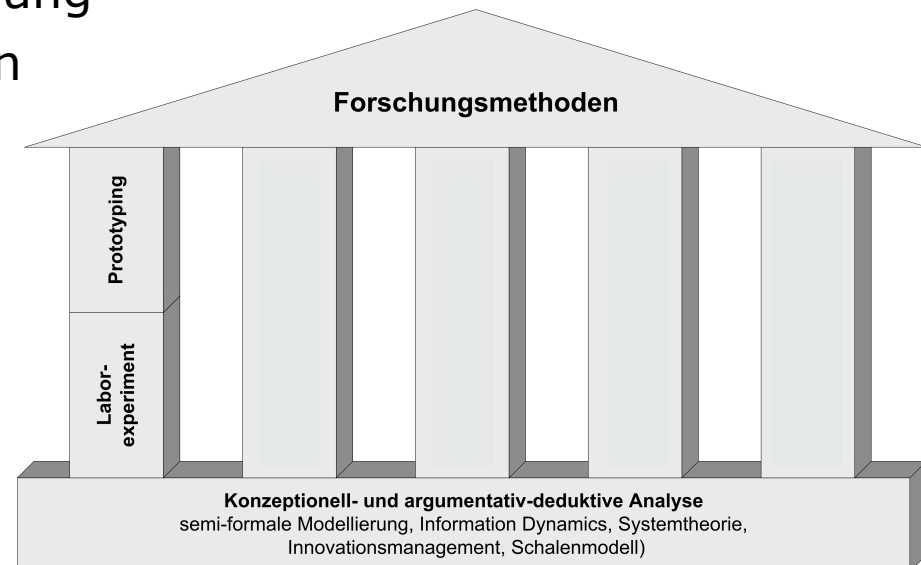 Forschungsmethoden
Prototyping
Labor-
experiment
Konzeptionell- und argumentativ-deduktive Analyse
semi-formale Modellierung, Information Dynamics, Systemtheorie,
Innovationsmanagement, Schalenmodell)